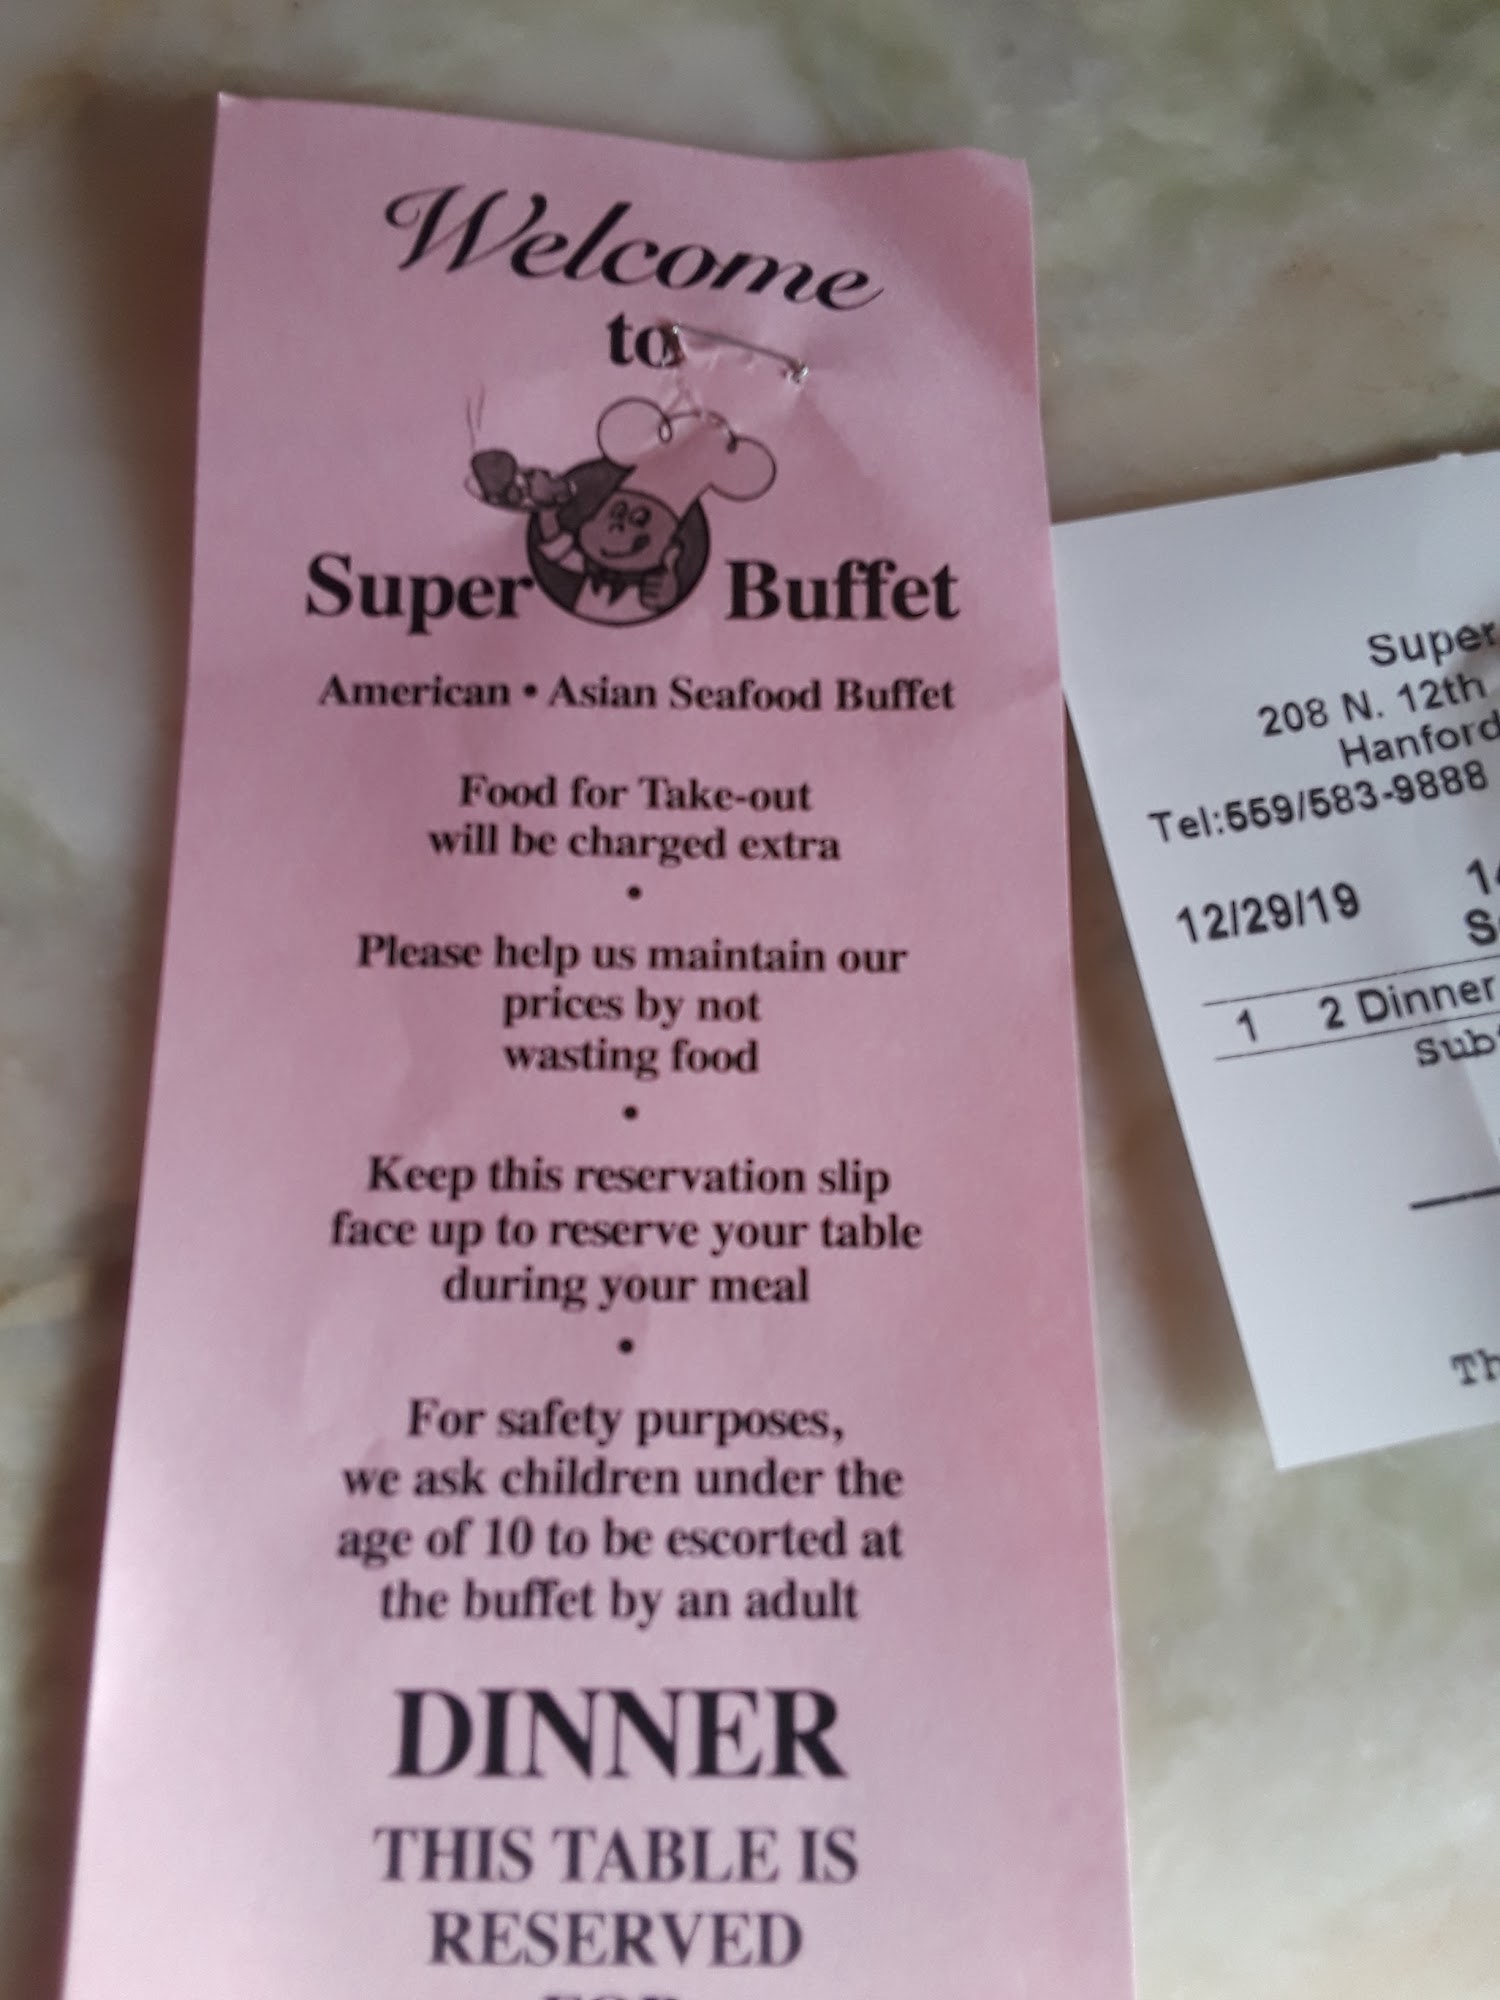 Welcome
to
Super Buffet
American • Asian Seafood Buffet
Food for Take-out
will be charged extra
•
Please help us maintain our
prices by not
wasting food
•
Keep this reservation slip
face up to reserve your table
during your meal
•
For safety purposes,
we ask children under the
age of 10 to be escorted at
the buffet by an adult
DINNER
THIS TABLE IS
RESERVED
Super
208 N. 12th
Hanford
Tel:559/583-9888
12/29/19
1 2 Dinner